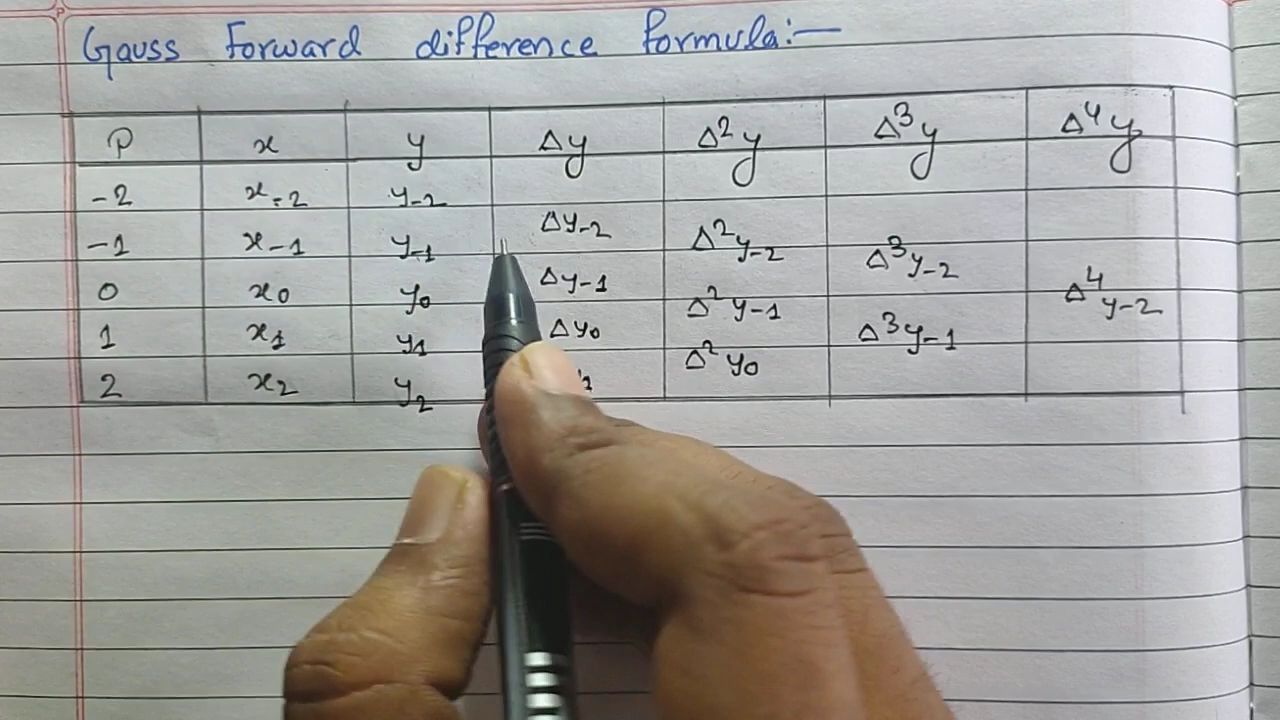 Gauss Forward difference formula:-
P x y Δy Δ²y Δ³y Δ⁴y
-2 x-2 y-2
Δy-2
-1 x-1 y-1 Δ²y-2
Δy-1 Δ³y-2
0 x0 y0 Δ²y-1 Δ⁴y-2
Δy0 Δ³y-1
1 x1 y1 Δ²y0
2 x2 y2